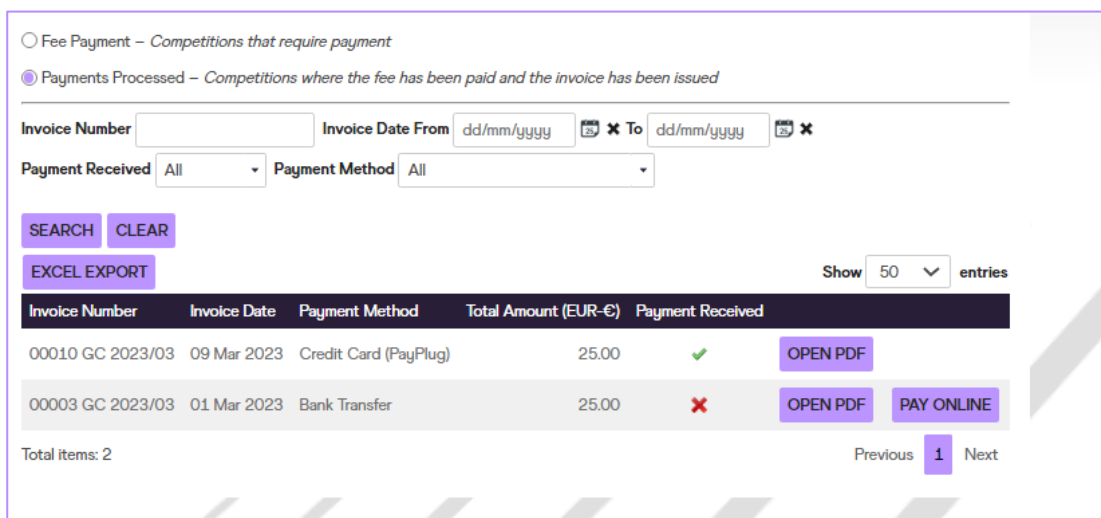 Fee Payment – Competitions that require payment
Payments Processed – Competitions where the fee has been paid and the invoice has been issued
Invoice Number Invoice Date From dd/mm/yyyy 25 To dd/mm/yyyy 25
Payment Received All Payment Method All
SEARCH CLEAR
EXCEL EXPORT Show 50 entries
Invoice Number Invoice Date Payment Method Total Amount (EUR-€) Payment Received
00010 GC 2023/03 09 Mar 2023 Credit Card (PayPlug) 25.00 OPEN PDF
00003 GC 2023/03 01 Mar 2023 Bank Transfer 25.00 OPEN PDF PAY ONLINE
Total items: 2 Previous 1 Next